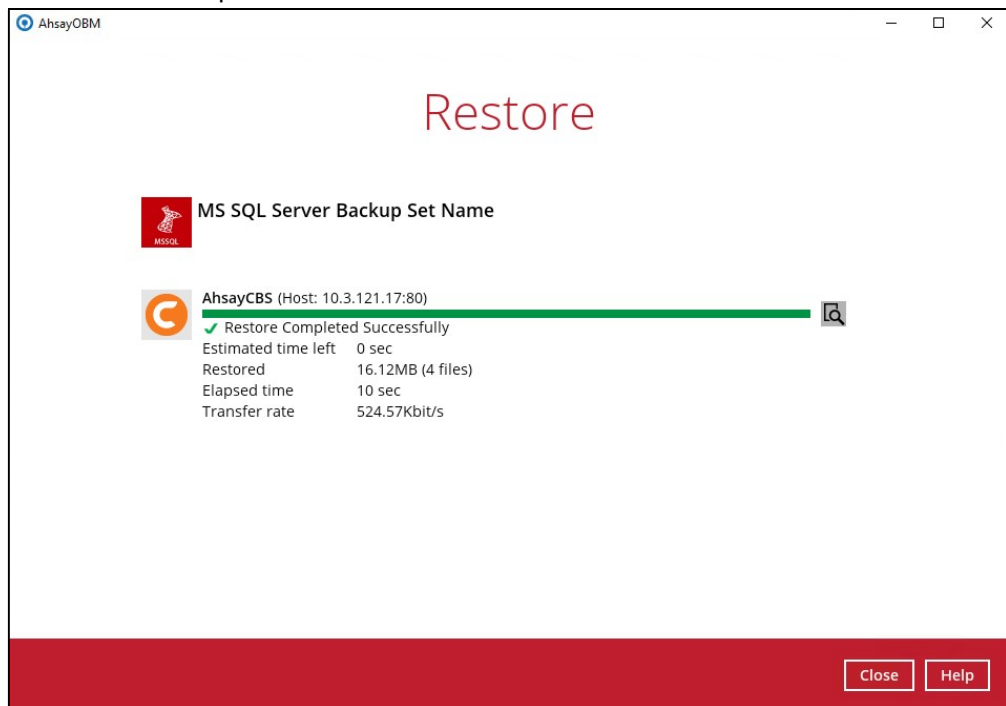 AhsayOBM
Restore
MS SQL Server Backup Set Name
MSSQL
AhsayCBS (Host: 10.3.121.17:80)
Restore Completed Successfully
Estimated time left 0 sec
Restored 16.12MB (4 files)
Elapsed time 10 sec
Transfer rate 524.57Kbit/s
Close Help